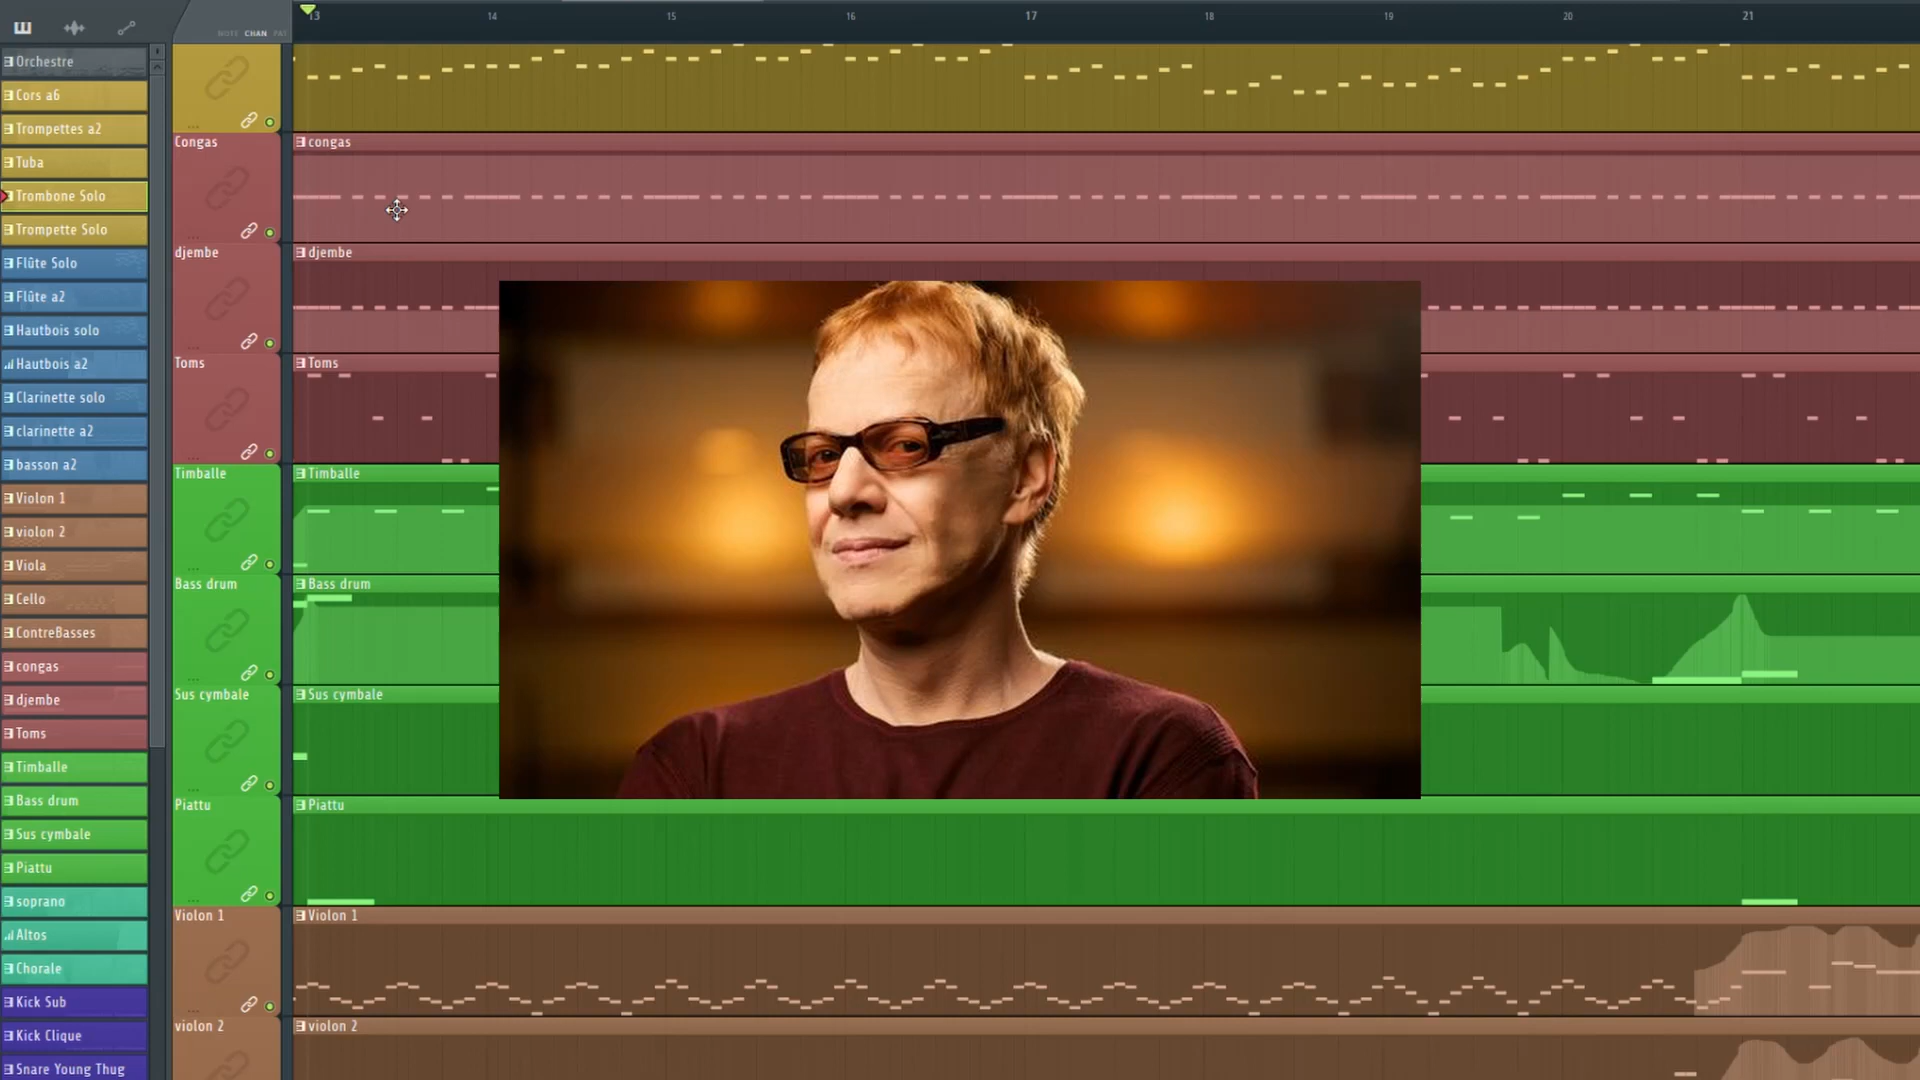 13 14 15 16 17 18 19 20 21
NOTE CHAN PAT
Orchestre
Cors a6
Trompettes a2
Tuba
Trombone Solo
Trompette Solo
Flûte Solo
Flûte a2
Hautbois solo
Hautbois a2
Clarinette solo
clarinette a2
basson a2
Violon 1
violon 2
Viola
Cello
ContreBasses
congas
djembe
Toms
Timballe
Bass drum
Sus cymbale
Piattu
soprano
Altos
Chorale
Kick Sub
Kick Clique
Snare Young Thug
Congas
congas
djembe
djembe
Toms
Toms
Timballe
Timballe
Bass drum
Bass drum
Sus cymbale
Sus cymbale
Piattu
Piattu
Violon 1
Violon 1
violon 2
violon 2